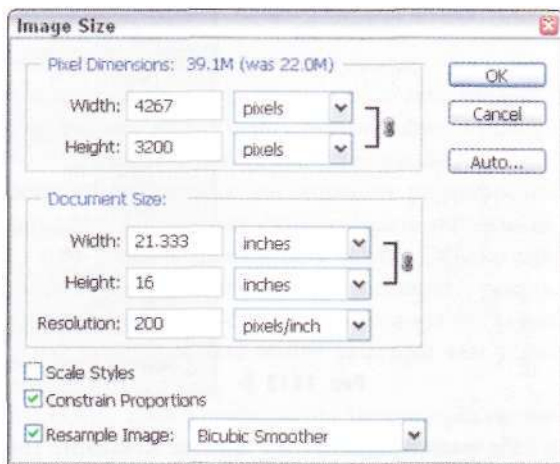 Image Size
Pixel Dimensions: 39.1M (was 22.0M)
Width: 4267 pixels
Height: 3200 pixels
OK
Cancel
Auto...
Document Size:
Width: 21.333 inches
Height: 16 inches
Resolution: 200 pixels/inch
Scale Styles
Constrain Proportions
Resample Image: Bicubic Smoother